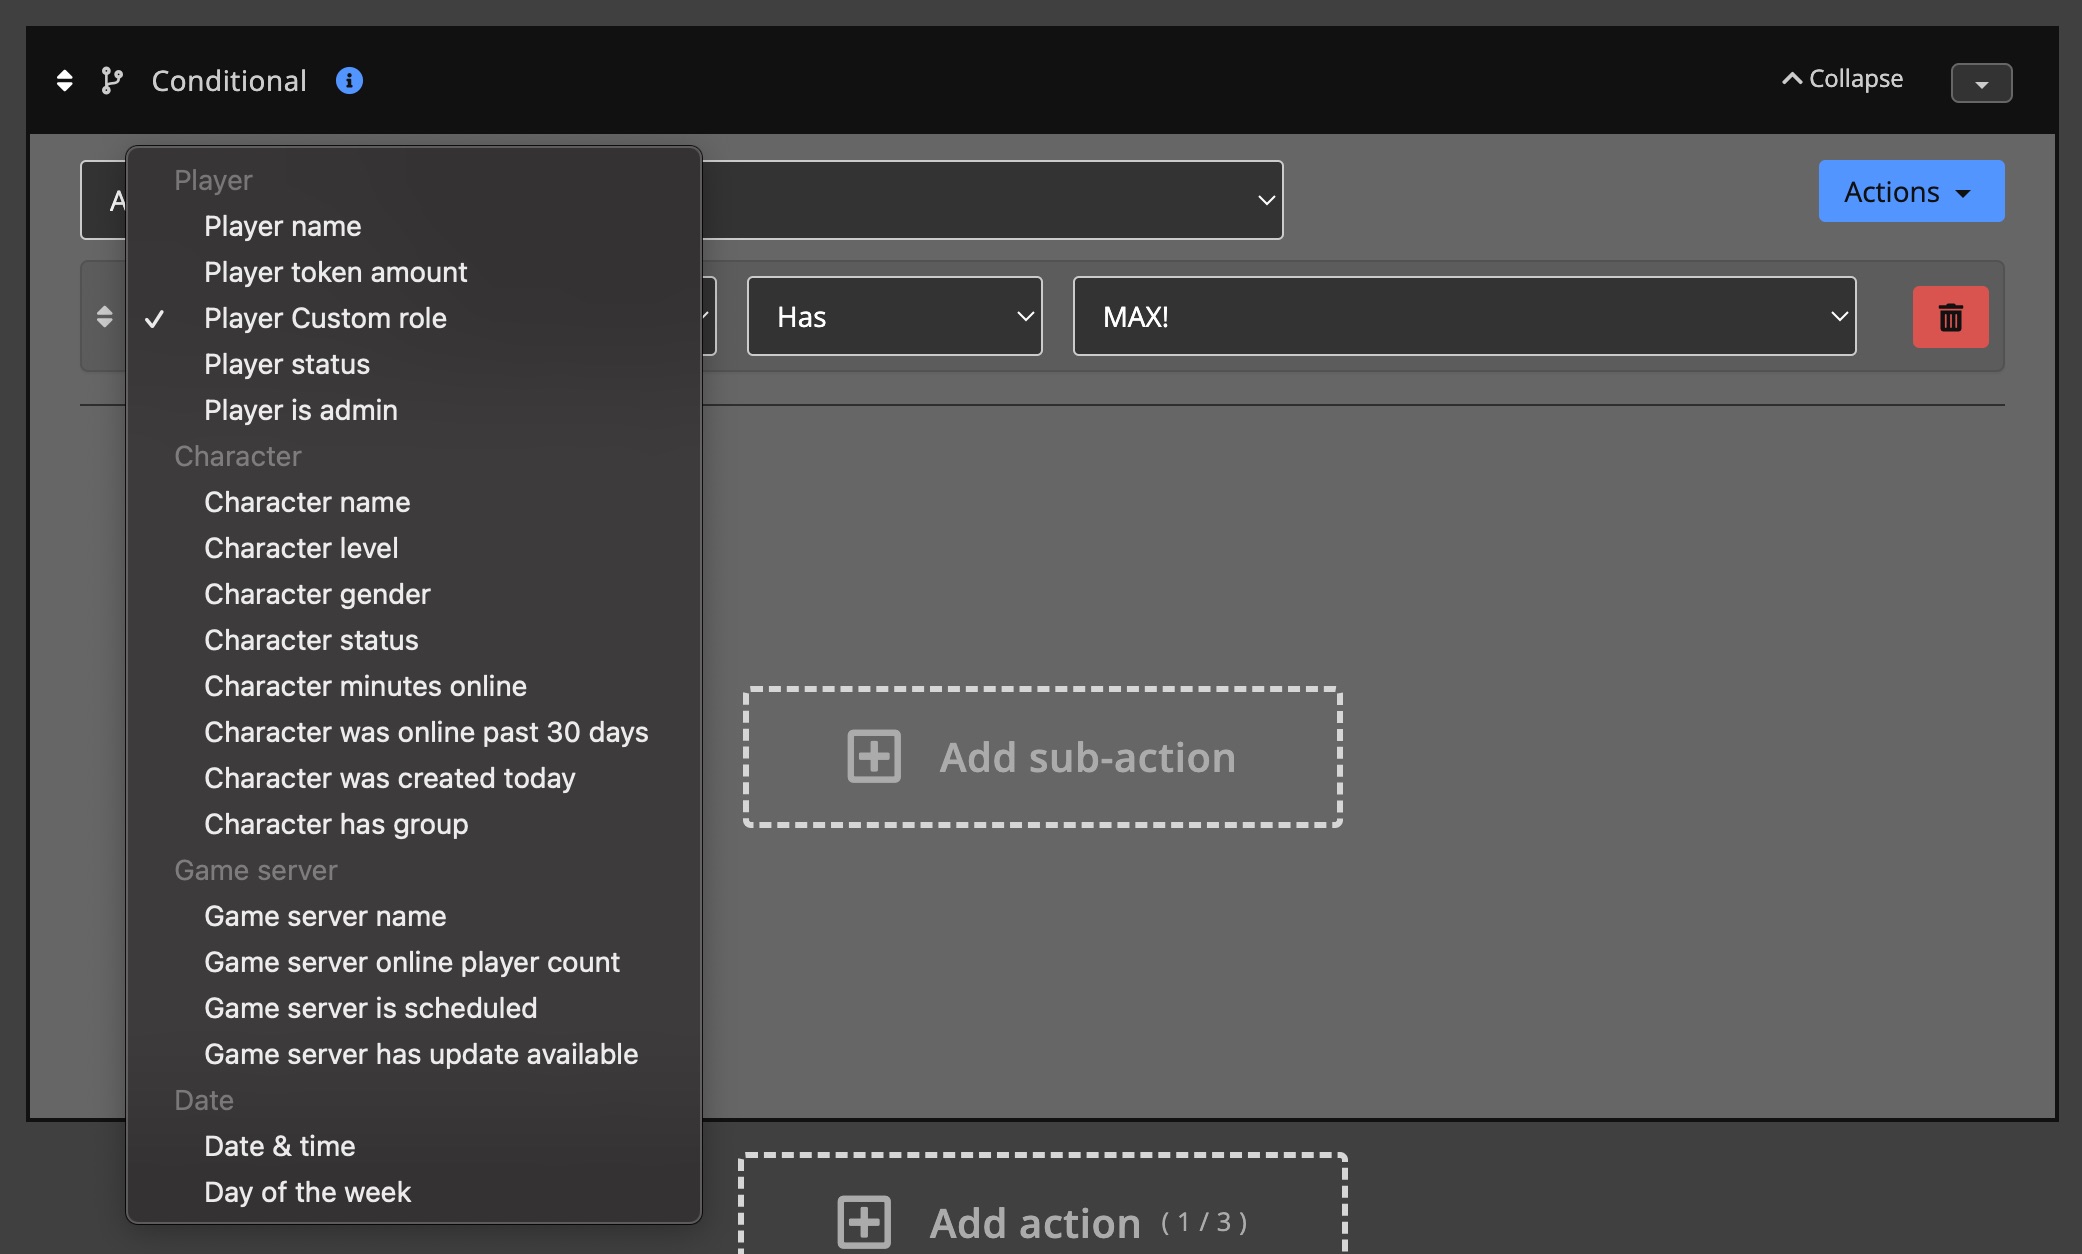 Conditional
Collapse
Actions
Player
Player name
Player token amount
Player Custom role
Has
MAX!
Player status
Player is admin
Character
Character name
Character level
Character gender
Character status
Character minutes online
Character was online past 30 days
Character was created today
Character has group
Add sub-action
Game server
Game server name
Game server online player count
Game server is scheduled
Game server has update available
Date
Date & time
Day of the week
Add action ( 1 / 3 )